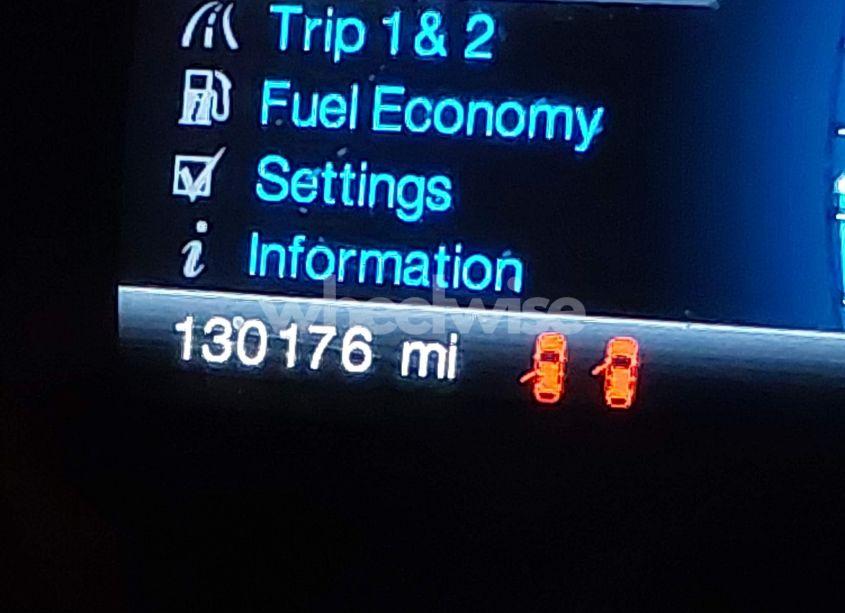 Trip 1 & 2
Fuel Economy
Settings
i Information
wheelwise
130176 mi